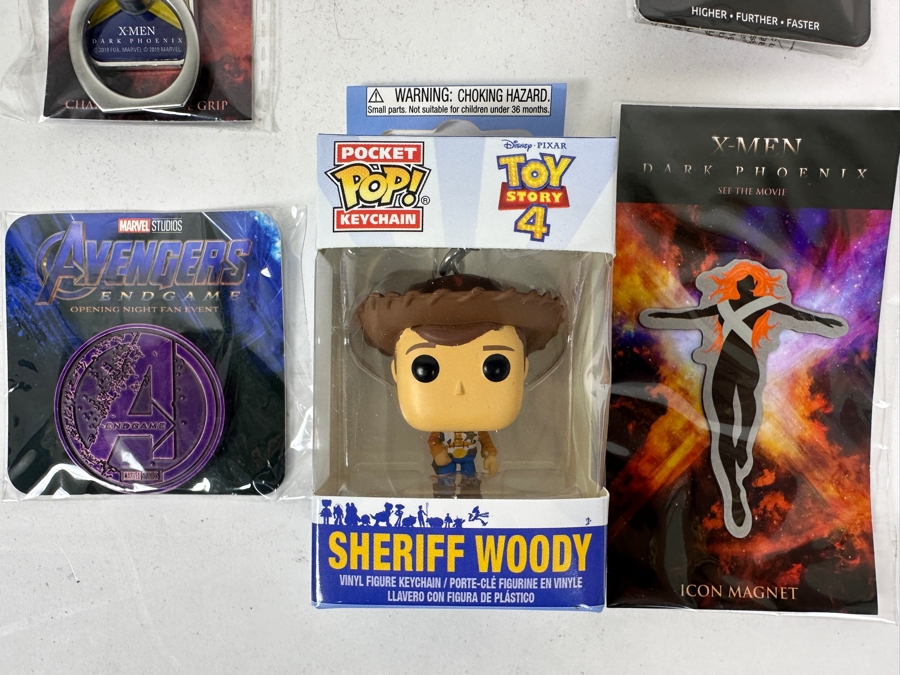 X-MEN
DARK PHOENIX
© 2019 FOX. MARVEL © 2019 MARVEL
GRIP
HIGHER • FURTHER • FASTER
MARVEL STUDIOS
AVENGERS
ENDGAME
OPENING NIGHT FAN EVENT
ENDGAME
MARVEL STUDIOS
WARNING: CHOKING HAZARD.
Small parts. Not suitable for children under 36 months.
POCKET
POP!®
KEYCHAIN
Disney • PIXAR
TOY
STORY
4
SHERIFF WOODY
VINYL FIGURE KEYCHAIN / PORTE-CLÉ FIGURINE EN VINYLE
LLAVERO CON FIGURA DE PLÁSTICO
X-MEN
DARK PHOENIX
SEE THE MOVIE
ICON MAGNET